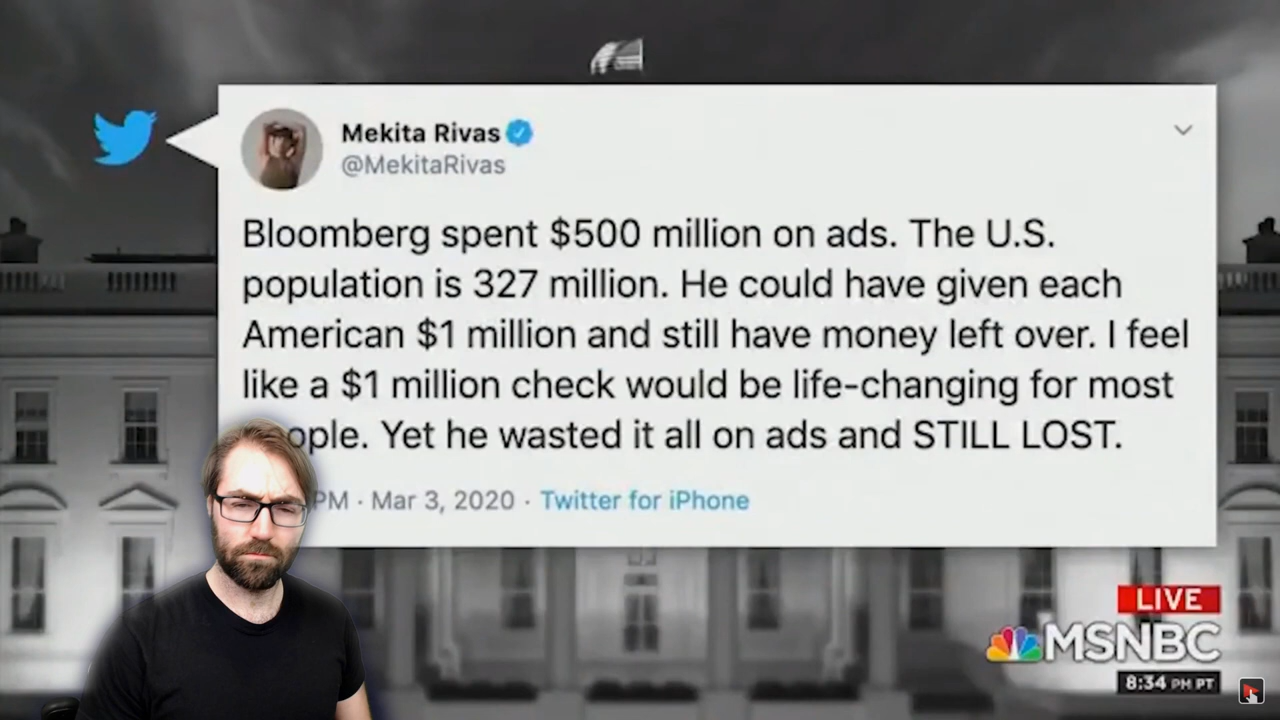 Mekita Rivas
@MekitaRivas
Bloomberg spent $500 million on ads. The U.S.
population is 327 million. He could have given each
American $1 million and still have money left over. I feel
like a $1 million check would be life-changing for most
ople. Yet he wasted it all on ads and STILL LOST.
PM · Mar 3, 2020 · Twitter for iPhone
LIVE
MSNBC
8:34 PM PT